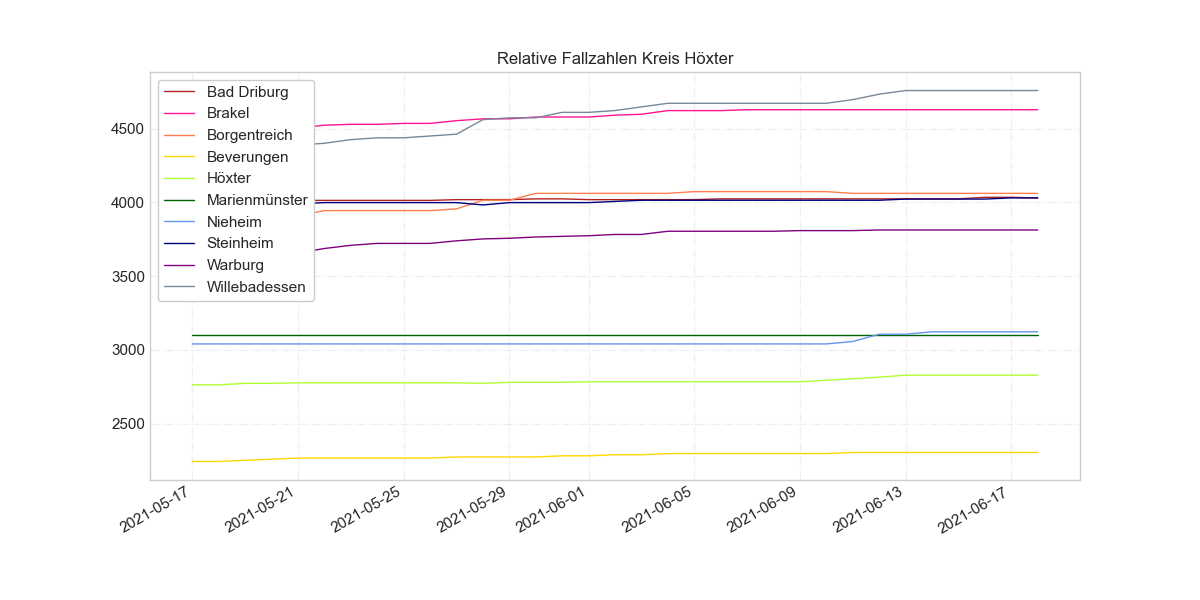 Relative Fallzahlen Kreis Höxter
Bad Driburg
Brakel
Borgentreich
Beverungen
Höxter
Marienmünster
Nieheim
Steinheim
Warburg
Willebadessen
4500
4000
3500
3000
2500
2021-05-17
2021-05-21
2021-05-25
2021-05-29
2021-06-01
2021-06-05
2021-06-09
2021-06-13
2021-06-17